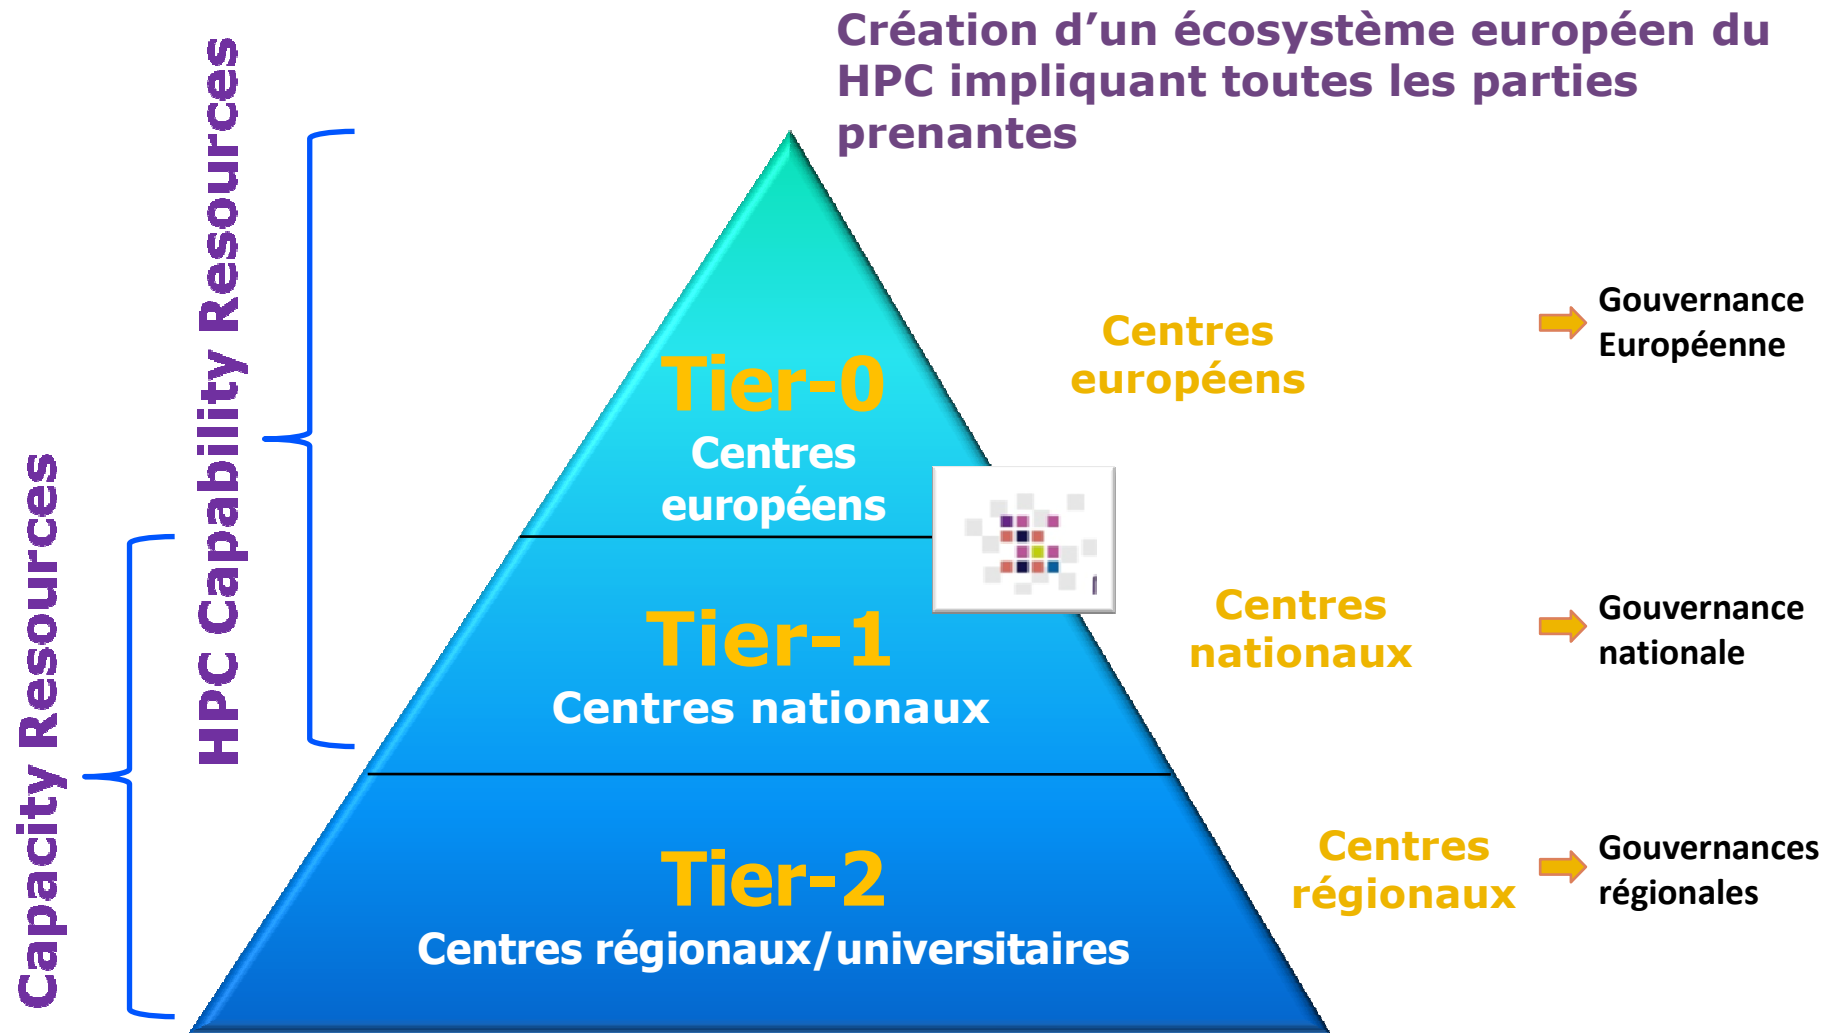 Création d’un écosystème européen du
HPC impliquant toutes les parties
prenantes
HPC Capability Resources
Capacity Resources
Tier-0
Centres
européens
Centres
européens
Gouvernance
Européenne
Tier-1
Centres nationaux
Centres
nationaux
Gouvernance
nationale
Tier-2
Centres régionaux/universitaires
Centres
régionaux
Gouvernances
régionales